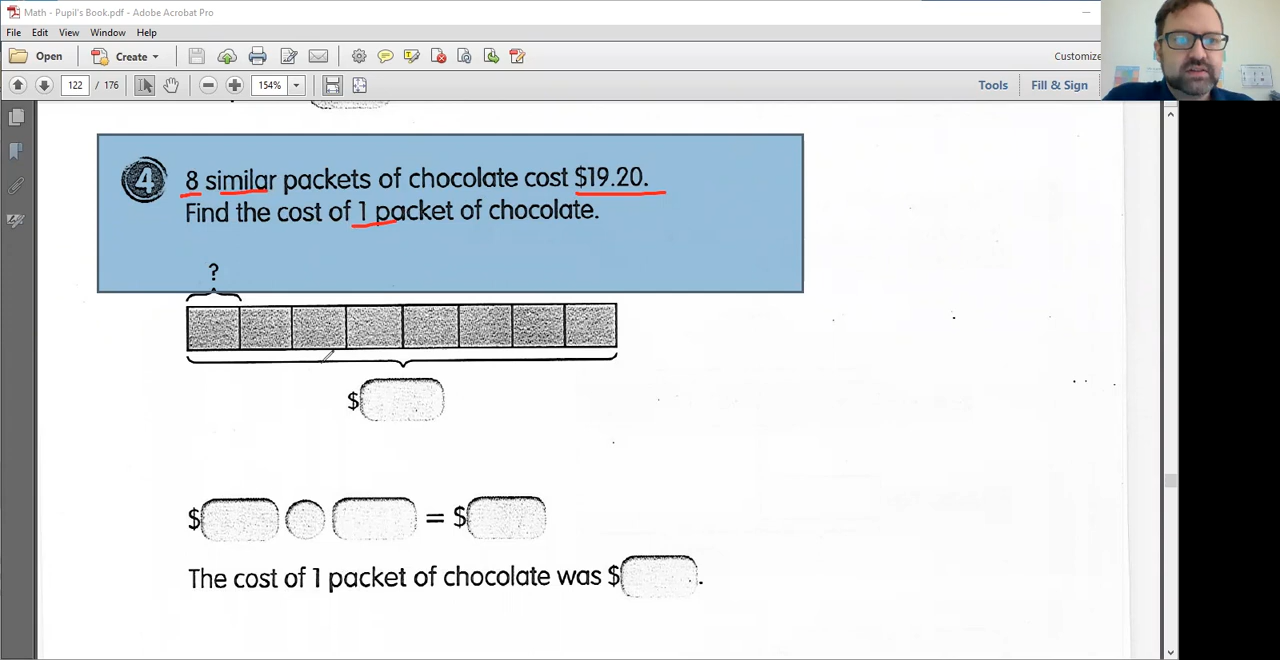 Math - Pupil's Book.pdf - Adobe Acrobat Pro
File Edit View Window Help
Open Create Customize
122 / 176 154% Tools Fill & Sign
4 8 similar packets of chocolate cost $19.20.
Find the cost of 1 packet of chocolate.
?
$
$ = $
The cost of 1 packet of chocolate was $ .